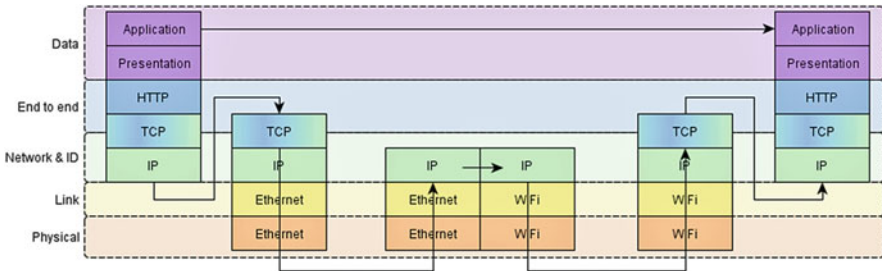 Data
Application
Application
Presentation
Presentation
End to end
HTTP
HTTP
TCP
TCP
TCP
TCP
Network & ID
IP
IP
IP
IP
IP
IP
Link
Ethernet
Ethernet
WiFi
WiFi
Physical
Ethernet
Ethernet
WiFi
WiFi